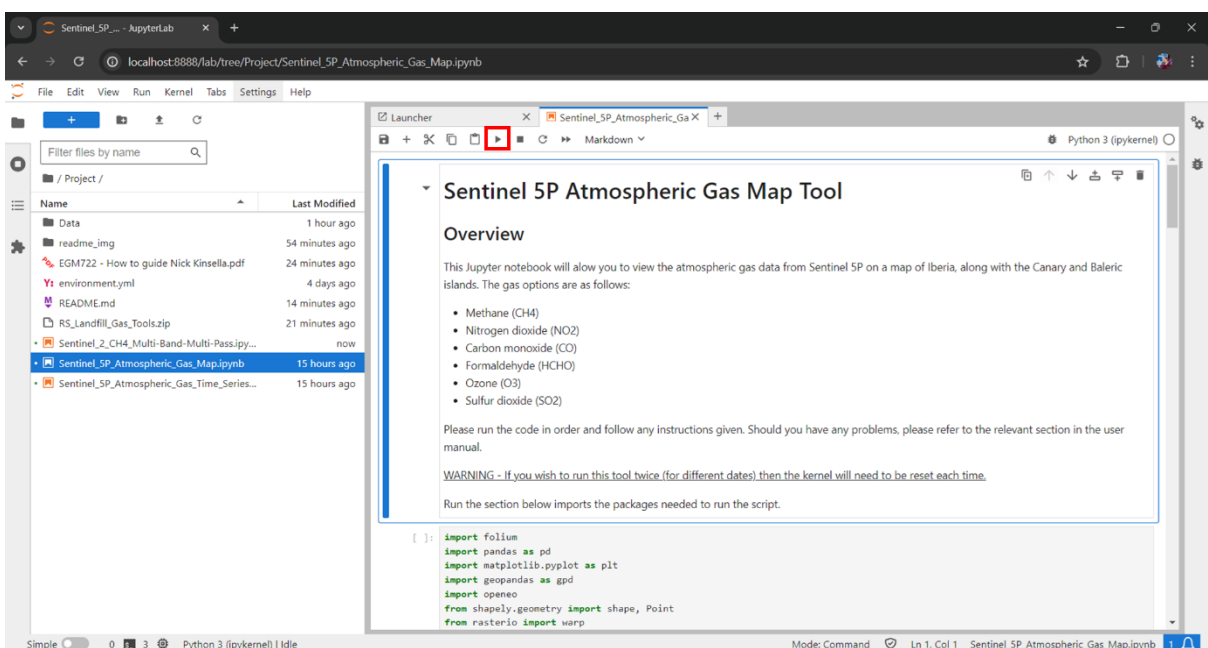 Sentinel_5P_... - JupyterLab
localhost:8888/lab/tree/Project/Sentinel_5P_Atmospheric_Gas_Map.ipynb
File Edit View Run Kernel Tabs Settings Help
Launcher
Sentinel_5P_Atmospheric_Ga
Markdown
Python 3 (ipykernel)
Filter files by name
/ Project /
Name Last Modified
Data 1 hour ago
readme_img 54 minutes ago
EGM722 - How to guide Nick Kinsella.pdf 24 minutes ago
Y: environment.yml 4 days ago
README.md 14 minutes ago
RS_Landfill_Gas_Tools.zip 21 minutes ago
Sentinel_2_CH4_Multi-Band-Multi-Pass.ipy... now
Sentinel_5P_Atmospheric_Gas_Map.ipynb 15 hours ago
Sentinel_5P_Atmospheric_Gas_Time_Series... 15 hours ago
Sentinel 5P Atmospheric Gas Map Tool
Overview
This Jupyter notebook will alow you to view the atmospheric gas data from Sentinel 5P on a map of Iberia, along with the Canary and Baleric
islands. The gas options are as follows:
• Methane (CH4)
• Nitrogen dioxide (NO2)
• Carbon monoxide (CO)
• Formaldehyde (HCHO)
• Ozone (O3)
• Sulfur dioxide (SO2)
Please run the code in order and follow any instructions given. Should you have any problems, please refer to the relevant section in the user
manual.
WARNING - If you wish to run this tool twice (for different dates) then the kernel will need to be reset each time.
Run the section below imports the packages needed to run the script.
[ ]: import folium
import pandas as pd
import matplotlib.pyplot as plt
import geopandas as gpd
import openeo
from shapely.geometry import shape, Point
from rasterio import warp
Simple 0 3 Python 3 (ipykernel) | Idle Mode: Command Ln 1, Col 1 Sentinel_5P_Atmospheric_Gas_Map.ipynb 1